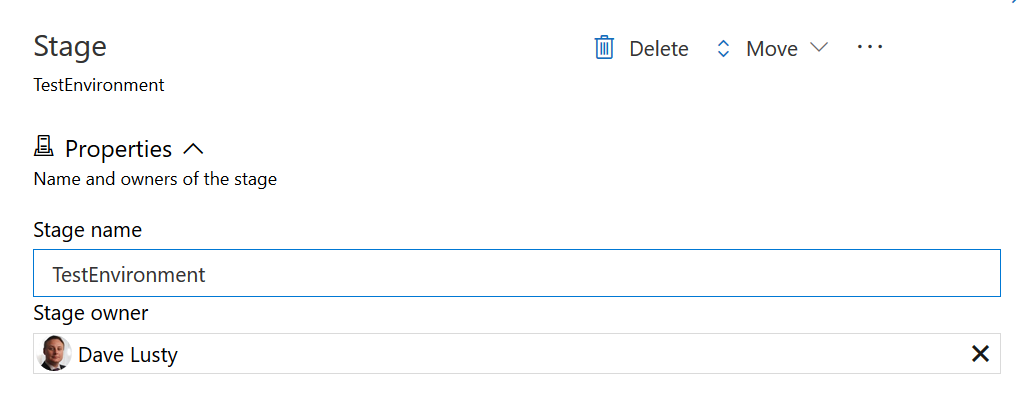 Stage
Delete
Move
TestEnvironment
Properties
Name and owners of the stage
Stage name
TestEnvironment
Stage owner
Dave Lusty